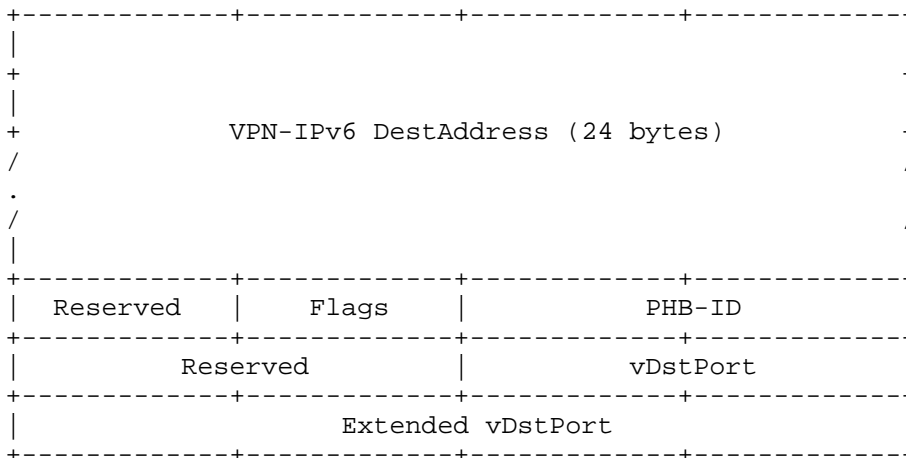 VPN-IPv6 DestAddress (24 bytes)
Reserved | Flags | PHB-ID
Reserved | vDstPort
Extended vDstPort